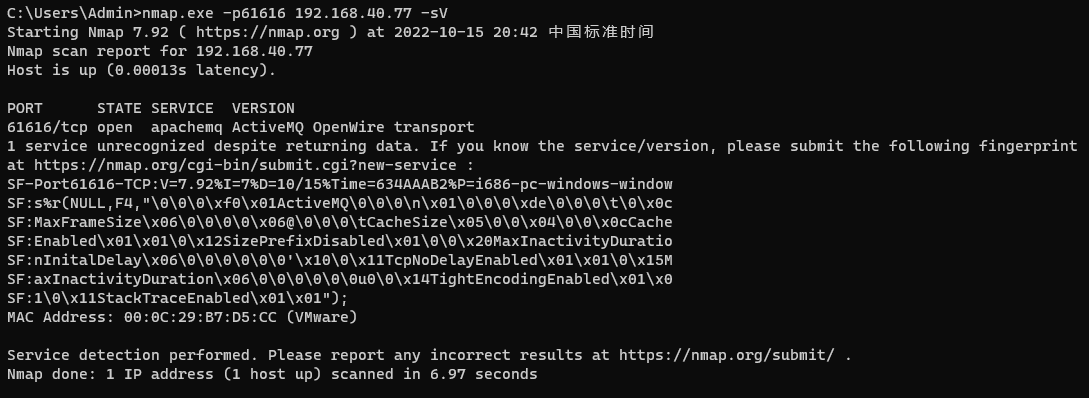 C:\Users\Admin>nmap.exe -p61616 192.168.40.77 -sV
Starting Nmap 7.92 ( https://nmap.org ) at 2022-10-15 20:42 中国标准时间
Nmap scan report for 192.168.40.77
Host is up (0.00013s latency).
PORT      STATE SERVICE  VERSION
61616/tcp open  apachemq ActiveMQ OpenWire transport
1 service unrecognized despite returning data. If you know the service/version, please submit the following fingerprint
at https://nmap.org/cgi-bin/submit.cgi?new-service :
SF-Port61616-TCP:V=7.92%I=7%D=10/15%Time=634AAAB2%P=i686-pc-windows-window
SF:s%r(NULL,F4,"\0\0\0\xf0\x01ActiveMQ\0\0\0\n\x01\0\0\0\xde\0\0\0\t\0\x0c
SF:MaxFrameSize\x06\0\0\0\0\x06@\0\0\0\tCacheSize\x05\0\0\x04\0\0\x0cCache
SF:Enabled\x01\x01\0\x12SizePrefixDisabled\x01\0\0\x20MaxInactivityDuratio
SF:nInitalDelay\x06\0\0\0\0\0\0'\x10\0\x11TcpNoDelayEnabled\x01\x01\0\x15M
SF:axInactivityDuration\x06\0\0\0\0\0\0u0\0\x14TightEncodingEnabled\x01\x0
SF:1\0\x11StackTraceEnabled\x01\x01");
MAC Address: 00:0C:29:B7:D5:CC (VMware)
Service detection performed. Please report any incorrect results at https://nmap.org/submit/ .
Nmap done: 1 IP address (1 host up) scanned in 6.97 seconds